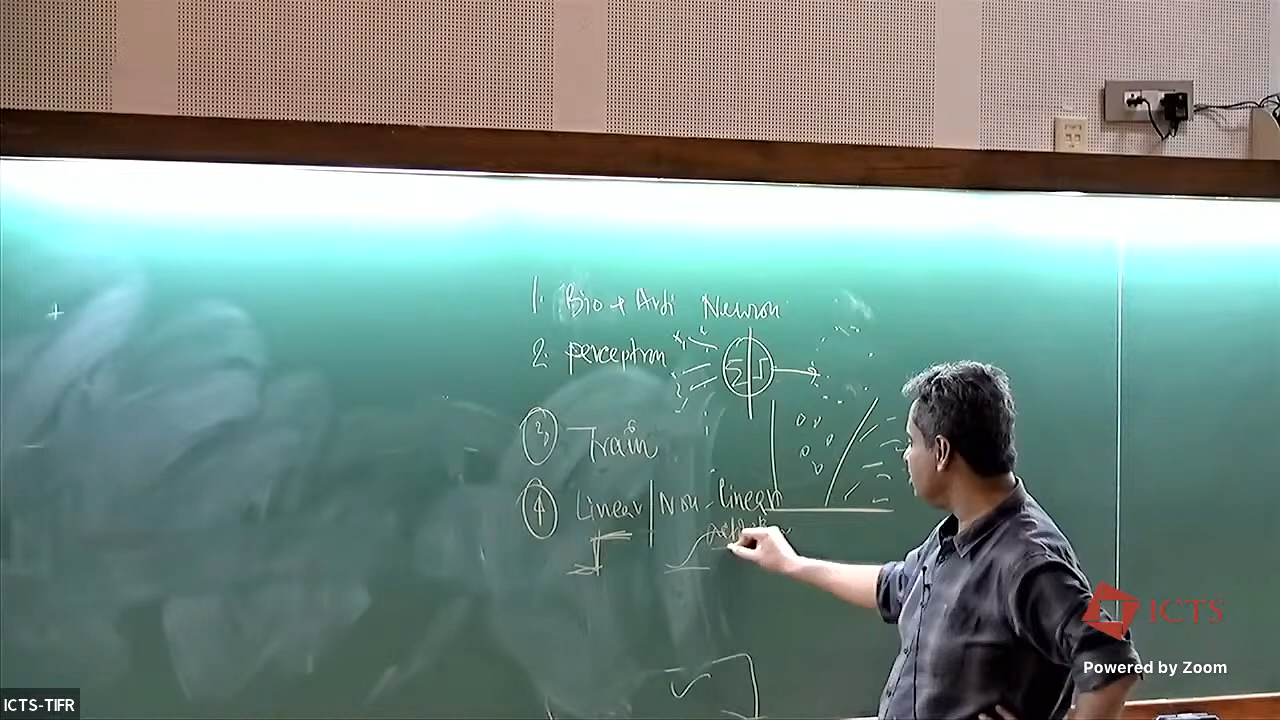 1. Bio + Arti Neuron
2. perceptron
Σ
3 Train
4 Linear | Non-linear
ICTS
Powered by Zoom
ICTS-TIFR